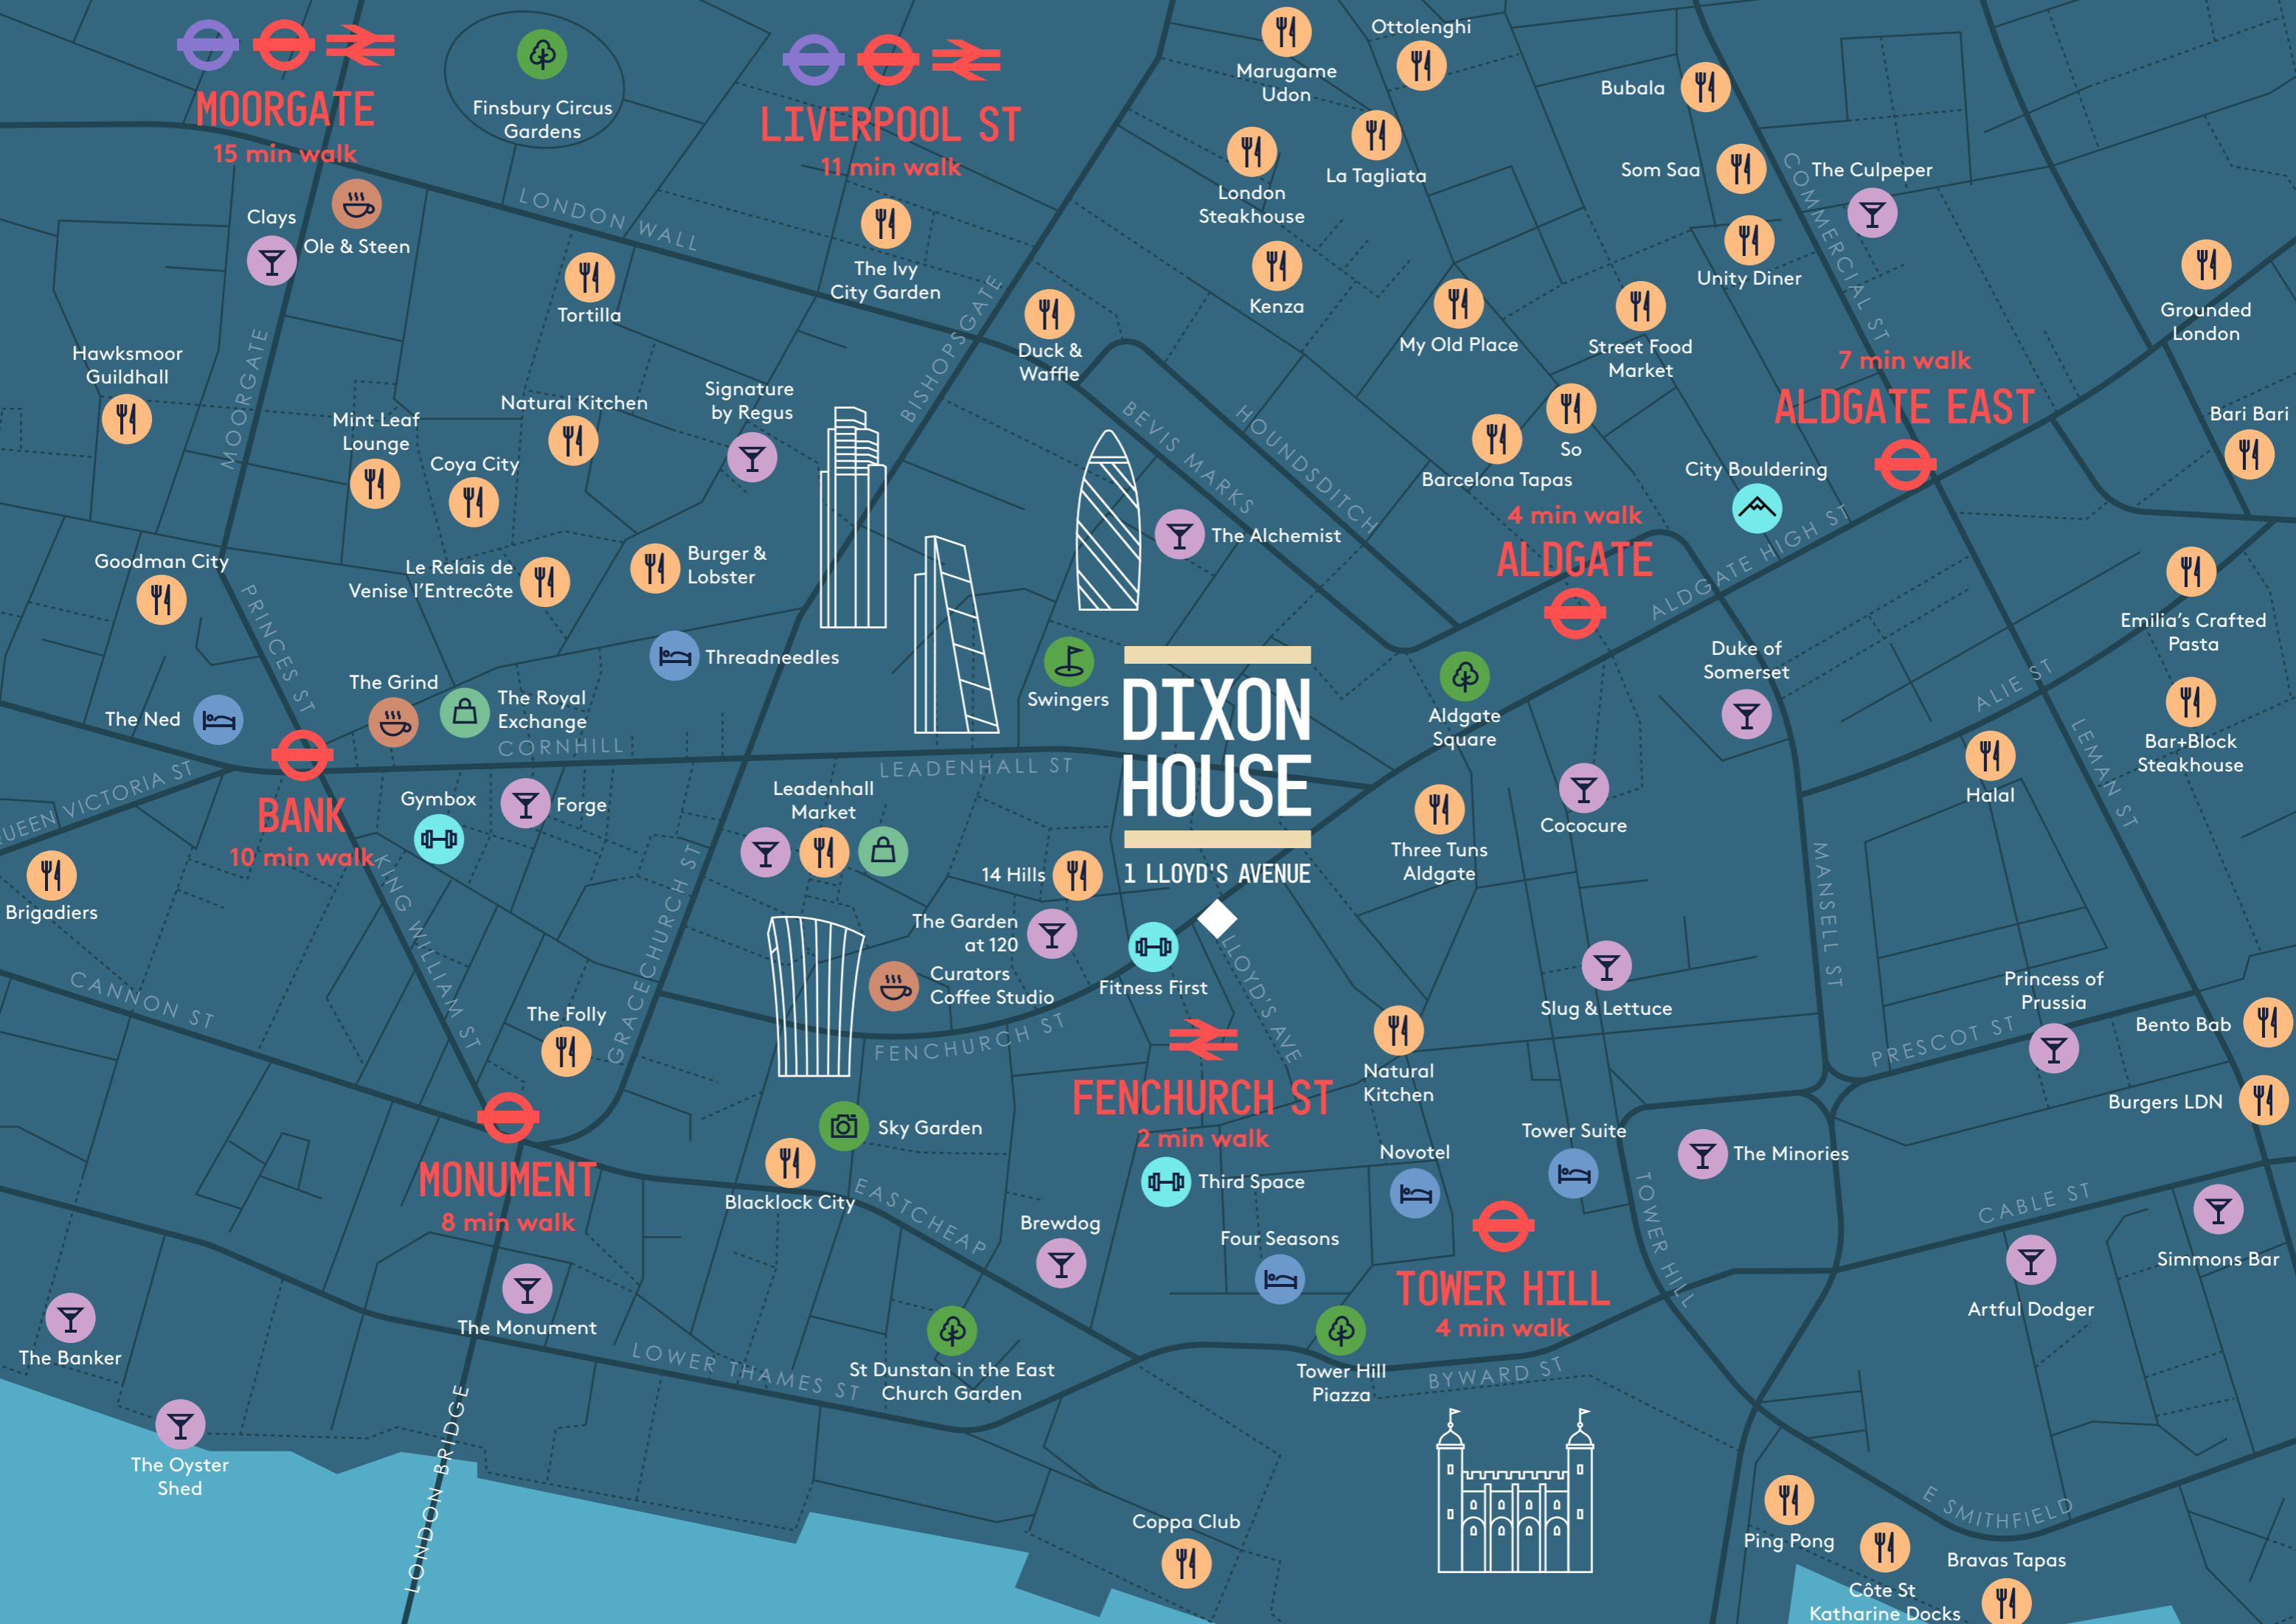 MOORGATE
15 min walk
Finsbury Circus
Gardens
LIVERPOOL ST
11 min walk
Marugame
Udon
Ottolenghi
Bubala
La Tagliata
London
Steakhouse
Som Saa
The Culpeper
COMMERCIAL ST
Clays
Ole & Steen
LONDON WALL
The Ivy
City Garden
Kenza
Unity Diner
Tortilla
BISHOPSGATE
Duck &
Waffle
My Old Place
Street Food
Market
Grounded
London
Hawksmoor
Guildhall
MOORGATE
7 min walk
ALDGATE EAST
Signature
by Regus
Natural Kitchen
Mint Leaf
Lounge
Coya City
BEVIS MARKS
HOUNDSDITCH
So
Barcelona Tapas
City Bouldering
Bari Bari
4 min walk
ALDGATE
ALDGATE HIGH ST
The Alchemist
Goodman City
Le Relais de
Venise l'Entrecôte
Burger &
Lobster
PRINCES ST
Threadneedles
Emilia's Crafted
Pasta
Duke of
Somerset
ALIE ST
The Grind
The Royal
Exchange
The Ned
CORNHILL
Swingers
DIXON
HOUSE
1 LLOYD'S AVENUE
Aldgate
Square
LEMAN ST
Bar+Block
Steakhouse
QUEEN VICTORIA ST
LEADENHALL ST
BANK
10 min walk
Gymbox
Forge
Leadenhall
Market
Halal
Cococure
Three Tuns
Aldgate
KING WILLIAM ST
GRACECHURCH ST
MANSELL ST
14 Hills
Brigadiers
The Garden
at 120
Curators
Coffee Studio
Fitness First
LLOYD'S AVE
Slug & Lettuce
Princess of
Prussia
CANNON ST
The Folly
FENCHURCH ST
PRESCOT ST
Bento Bab
FENCHURCH ST
2 min walk
Natural
Kitchen
Burgers LDN
Sky Garden
Tower Suite
The Minories
Novotel
MONUMENT
8 min walk
Blacklock City
Third Space
EASTCHEAP
Brewdog
Four Seasons
TOWER HILL
CABLE ST
Simmons Bar
TOWER HILL
4 min walk
Artful Dodger
The Monument
The Banker
LOWER THAMES ST
St Dunstan in the East
Church Garden
Tower Hill
Piazza
BYWARD ST
LONDON BRIDGE
The Oyster
Shed
Coppa Club
E SMITHFIELD
Ping Pong
Bravas Tapas
Côte St
Katharine Docks